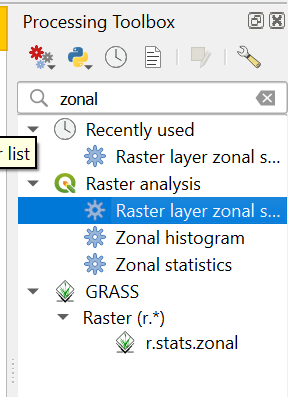 Processing Toolbox
zonal
r list
Recently used
Raster layer zonal s...
Raster analysis
Raster layer zonal s...
Zonal histogram
Zonal statistics
GRASS
Raster (r.*)
r.stats.zonal